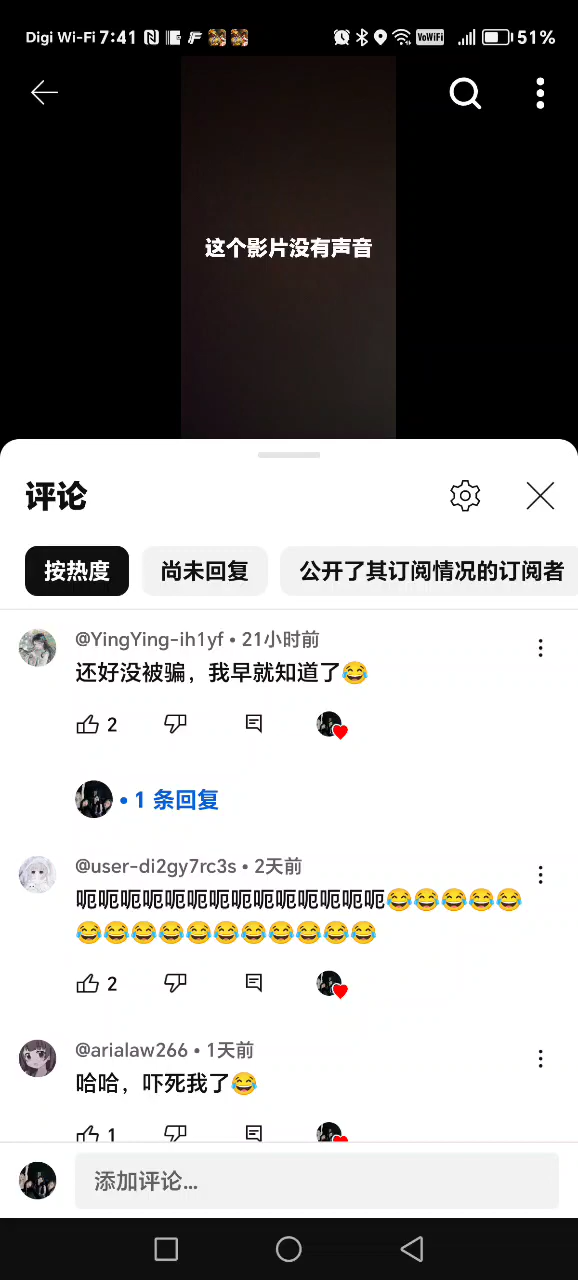 Digi Wi-Fi 7:41 VoWiFi 51%
这个影片没有声音
评论
按热度 尚未回复 公开了其订阅情况的订阅者
@YingYing-ih1yf • 21小时前
还好没被骗，我早就知道了😂
2
• 1 条回复
@user-di2gy7rc3s • 2天前
呃呃呃呃呃呃呃呃呃呃呃呃呃呃😂😂😂😂😂
😂😂😂😂😂😂😂😂😂😂😂
2
@arialaw266 • 1天前
哈哈，吓死我了😂
1
添加评论...